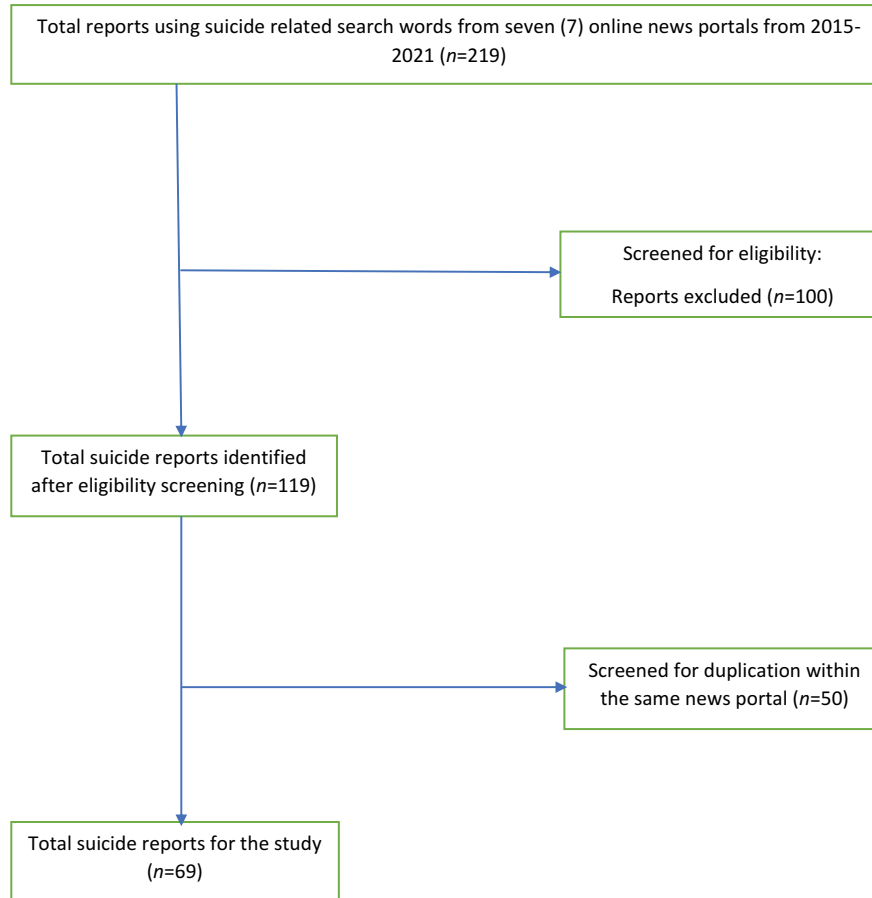 Total reports using suicide related search words from seven (7) online news portals from 2015-
2021 (n=219)
Screened for eligibility:
Reports excluded (n=100)
Total suicide reports identified
after eligibility screening (n=119)
Screened for duplication within
the same news portal (n=50)
Total suicide reports for the study
(n=69)